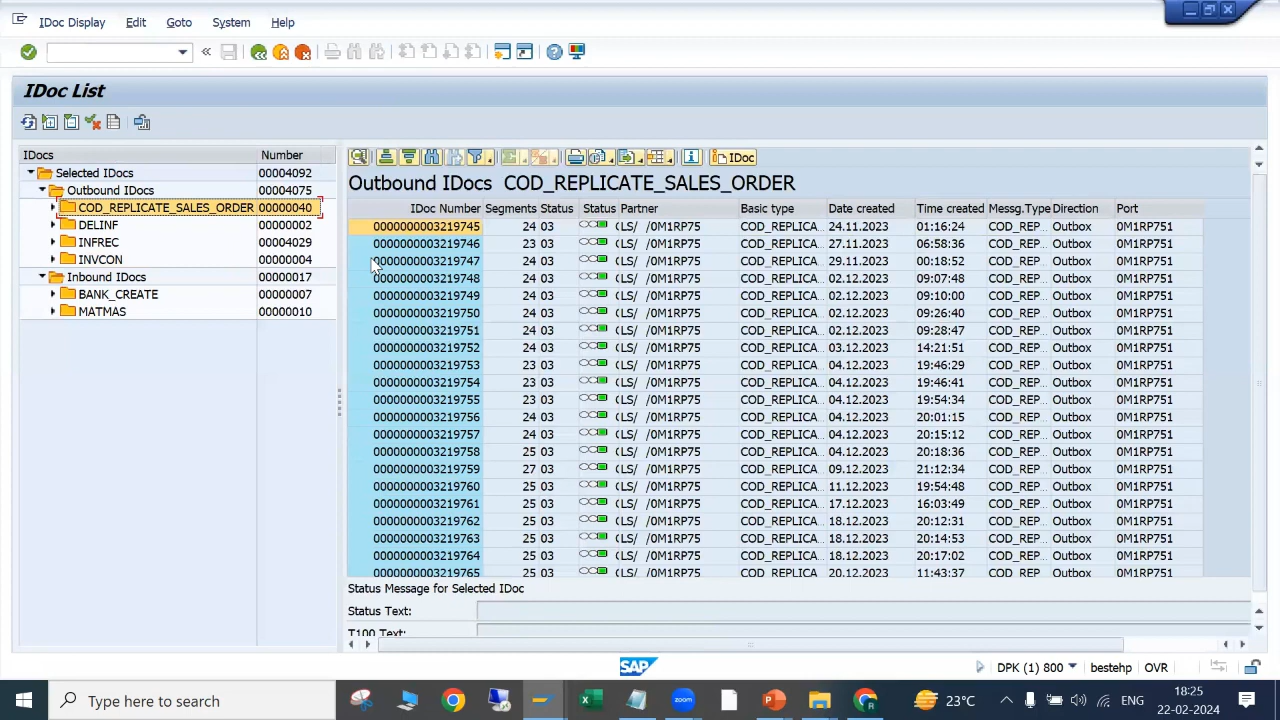 IDoc Display Edit Goto System Help
IDoc List
IDocs Number
Selected IDocs 00004092
Outbound IDocs 00004075
COD_REPLICATE_SALES_ORDER 00000040
DELINF 00000002
INFREC 00004029
INVCON 00000004
Inbound IDocs 00000017
BANK_CREATE 00000007
MATMAS 00000010
IDoc
Outbound IDocs COD_REPLICATE_SALES_ORDER
IDoc Number Segments Status Status Partner Basic type Date created Time created Messg.Type Direction Port
0000000003219745 24 03 (LS/ /0M1RP75 COD_REPLICA... 24.11.2023 01:16:24 COD_REP... Outbox 0M1RP751
0000000003219746 23 03 (LS/ /0M1RP75 COD_REPLICA... 27.11.2023 06:58:36 COD_REP... Outbox 0M1RP751
0000000003219747 24 03 (LS/ /0M1RP75 COD_REPLICA... 29.11.2023 00:18:52 COD_REP... Outbox 0M1RP751
0000000003219748 24 03 (LS/ /0M1RP75 COD_REPLICA... 02.12.2023 09:07:48 COD_REP... Outbox 0M1RP751
0000000003219749 24 03 (LS/ /0M1RP75 COD_REPLICA... 02.12.2023 09:10:00 COD_REP... Outbox 0M1RP751
0000000003219750 24 03 (LS/ /0M1RP75 COD_REPLICA... 02.12.2023 09:26:40 COD_REP... Outbox 0M1RP751
0000000003219751 24 03 (LS/ /0M1RP75 COD_REPLICA... 02.12.2023 09:28:47 COD_REP... Outbox 0M1RP751
0000000003219752 24 03 (LS/ /0M1RP75 COD_REPLICA... 03.12.2023 14:21:51 COD_REP... Outbox 0M1RP751
0000000003219753 23 03 (LS/ /0M1RP75 COD_REPLICA... 04.12.2023 19:46:29 COD_REP... Outbox 0M1RP751
0000000003219754 23 03 (LS/ /0M1RP75 COD_REPLICA... 04.12.2023 19:46:41 COD_REP... Outbox 0M1RP751
0000000003219755 23 03 (LS/ /0M1RP75 COD_REPLICA... 04.12.2023 19:54:34 COD_REP... Outbox 0M1RP751
0000000003219756 24 03 (LS/ /0M1RP75 COD_REPLICA... 04.12.2023 20:01:15 COD_REP... Outbox 0M1RP751
0000000003219757 24 03 (LS/ /0M1RP75 COD_REPLICA... 04.12.2023 20:15:12 COD_REP... Outbox 0M1RP751
0000000003219758 25 03 (LS/ /0M1RP75 COD_REPLICA... 04.12.2023 20:18:36 COD_REP... Outbox 0M1RP751
0000000003219759 27 03 (LS/ /0M1RP75 COD_REPLICA... 09.12.2023 21:12:34 COD_REP... Outbox 0M1RP751
0000000003219760 25 03 (LS/ /0M1RP75 COD_REPLICA... 11.12.2023 19:54:48 COD_REP... Outbox 0M1RP751
0000000003219761 25 03 (LS/ /0M1RP75 COD_REPLICA... 17.12.2023 16:03:49 COD_REP... Outbox 0M1RP751
0000000003219762 25 03 (LS/ /0M1RP75 COD_REPLICA... 18.12.2023 20:12:31 COD_REP... Outbox 0M1RP751
0000000003219763 25 03 (LS/ /0M1RP75 COD_REPLICA... 18.12.2023 20:14:53 COD_REP... Outbox 0M1RP751
0000000003219764 25 03 (LS/ /0M1RP75 COD_REPLICA... 18.12.2023 20:17:02 COD_REP... Outbox 0M1RP751
0000000003219765 25 03 (LS/ /0M1RP75 COD_REPLICA 20.12.2023 11:43:37 COD_REP Outbox 0M1RP751
Status Message for Selected IDoc
Status Text:
T100 Text:
SAP
DPK (1) 800 bestehp OVR
Type here to search
23°C
ENG
18:25
22-02-2024